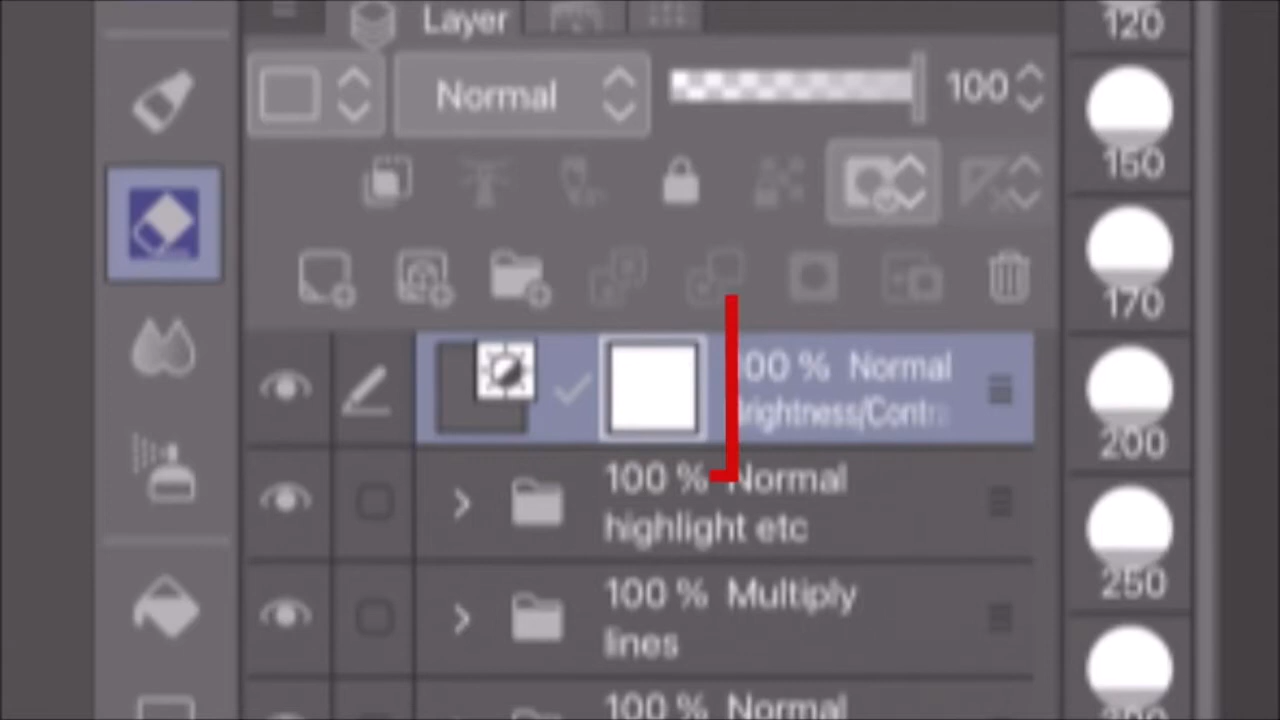 Layer
120
Normal
100
150
170
00 % Normal
rightness/Contr
200
100 % Normal
highlight etc
250
100 % Multiply
lines
100 % Normal